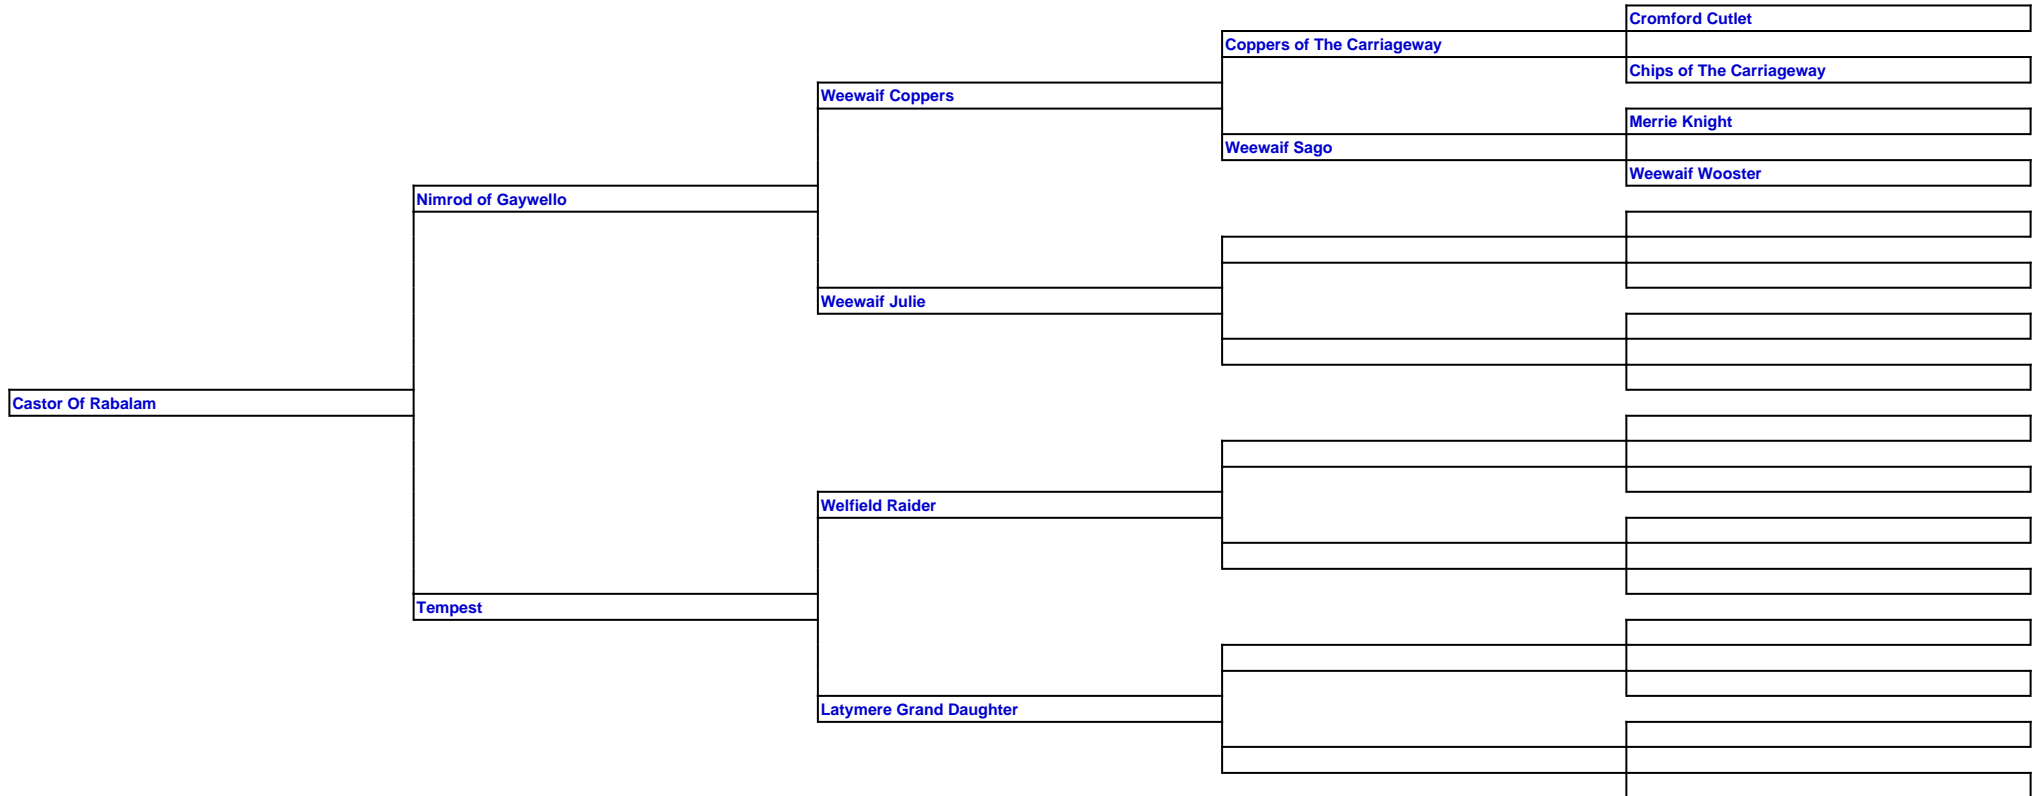 Cromford Cutlet
Coppers of The Carriageway
Chips of The Carriageway
Weewaif Coppers
Merrie Knight
Weewaif Sago
Weewaif Wooster
Nimrod of Gaywello
Weewaif Julie
Castor Of Rabalam
Welfield Raider
Tempest
Latymere Grand Daughter